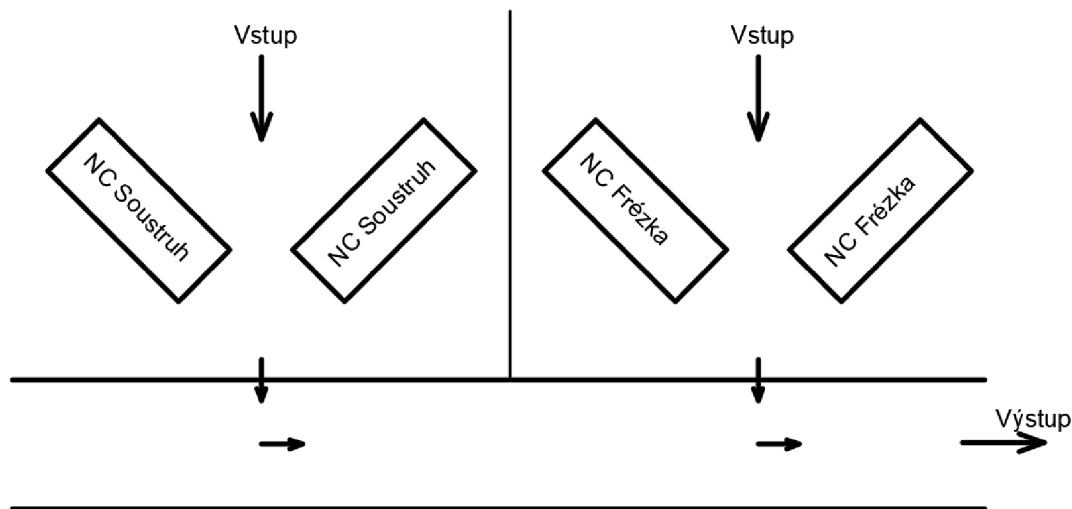 Vstup
Vstup
NC Soustruh
NC Soustruh
NC Frézka
NC Frézka
Výstup